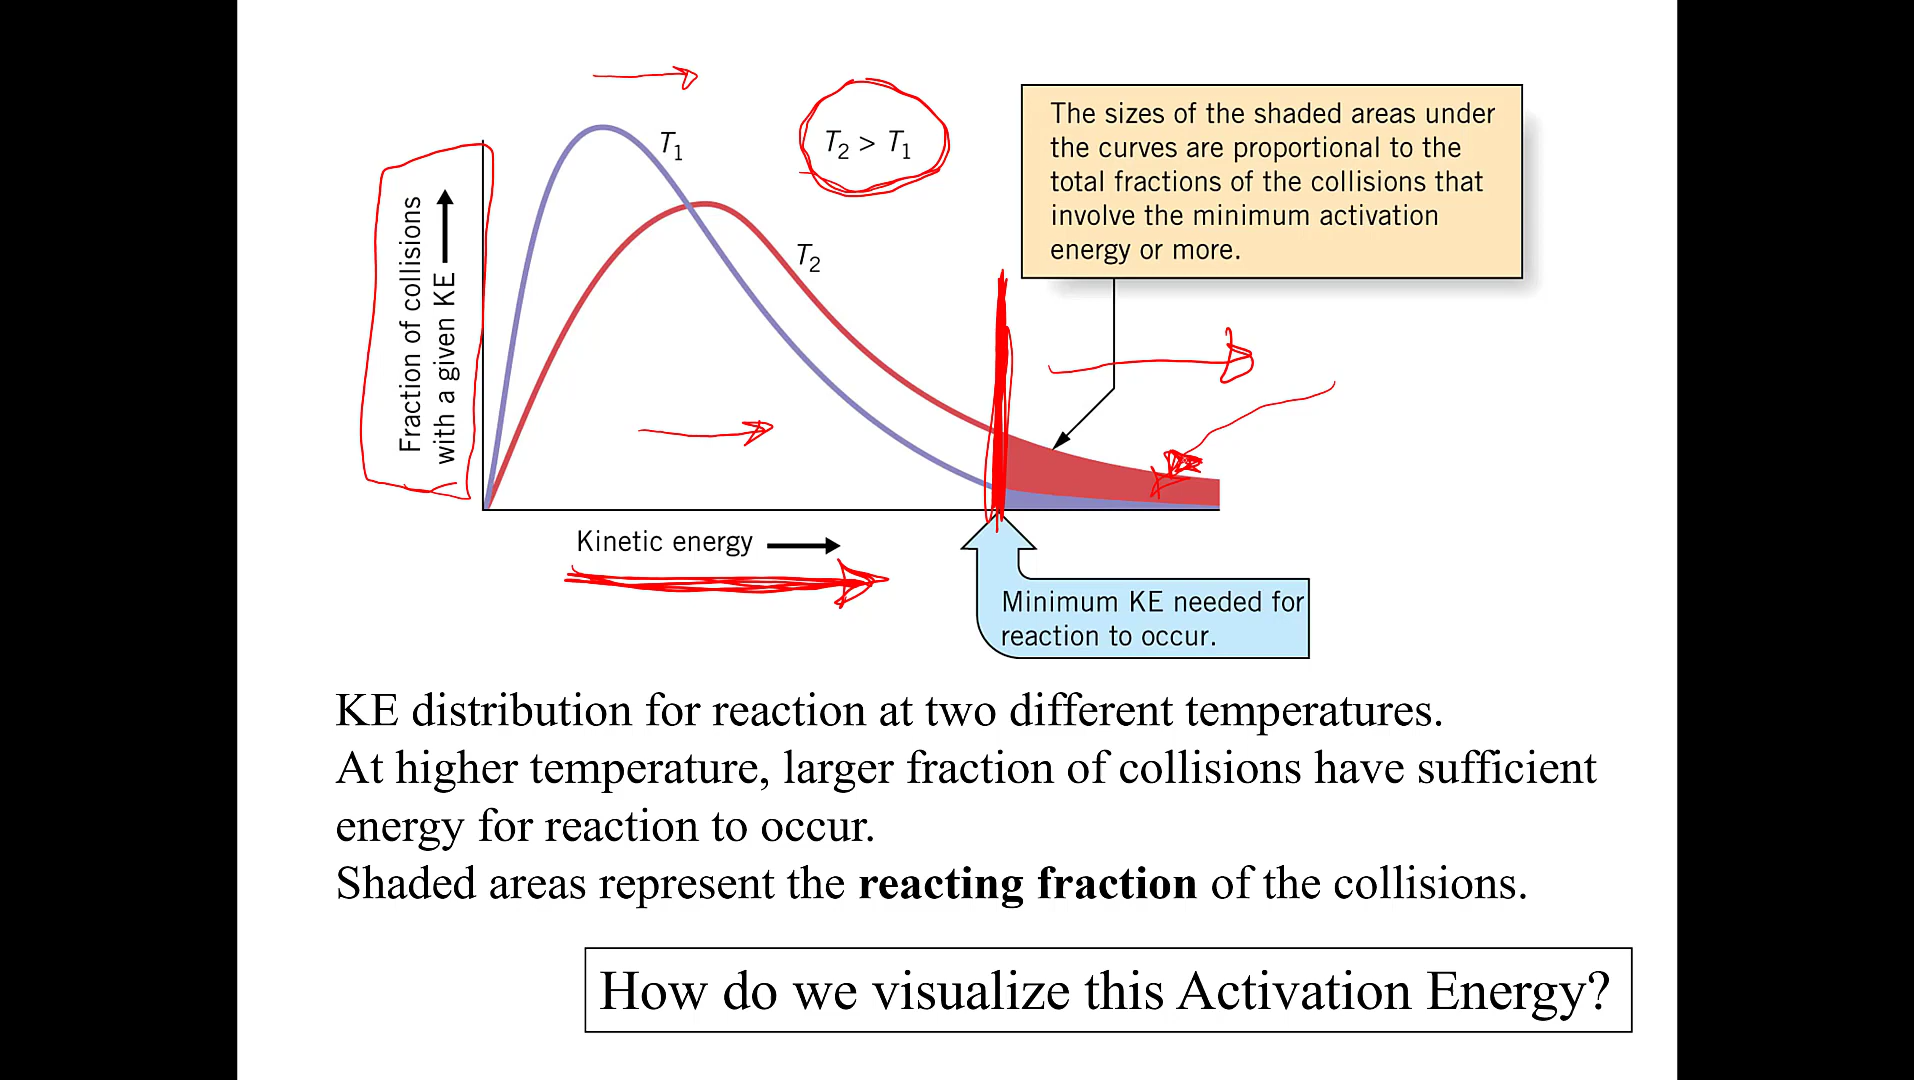 T₁
T₂ > T₁
T₂
Fraction of collisions
with a given KE
The sizes of the shaded areas under
the curves are proportional to the
total fractions of the collisions that
involve the minimum activation
energy or more.
Kinetic energy
Minimum KE needed for
reaction to occur.
KE distribution for reaction at two different temperatures.
At higher temperature, larger fraction of collisions have sufficient
energy for reaction to occur.
Shaded areas represent the reacting fraction of the collisions.
How do we visualize this Activation Energy?